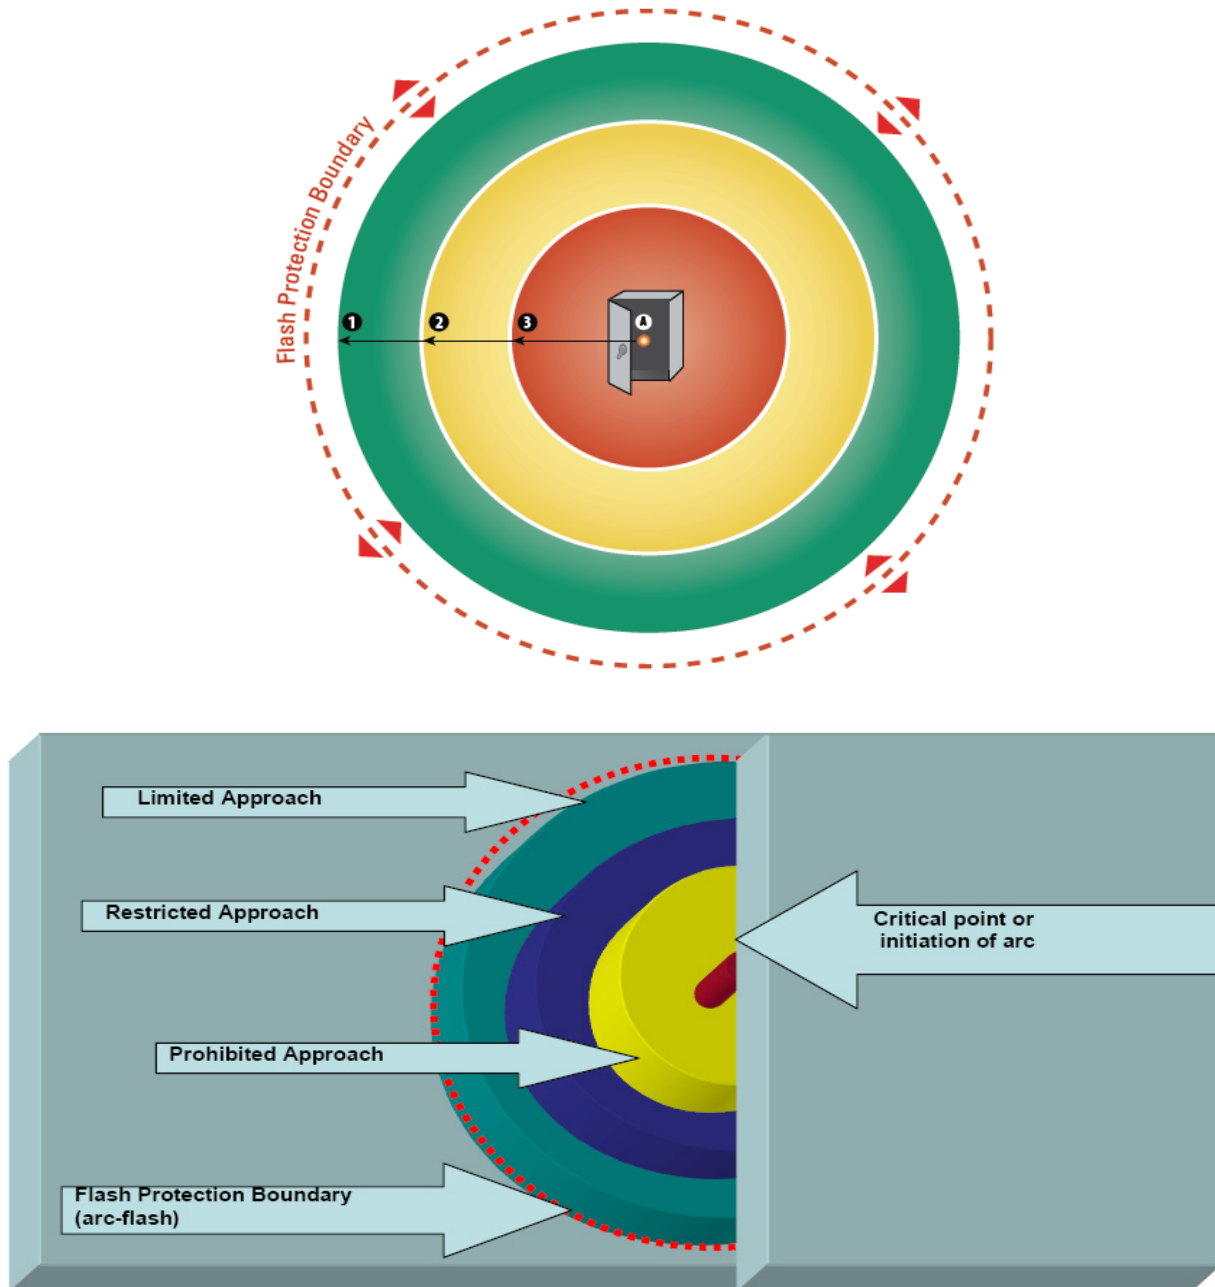 Flash Protection Boundary
1
2
3
A
Limited Approach
Restricted Approach
Critical point or
initiation of arc
Prohibited Approach
Flash Protection Boundary
(arc-flash)